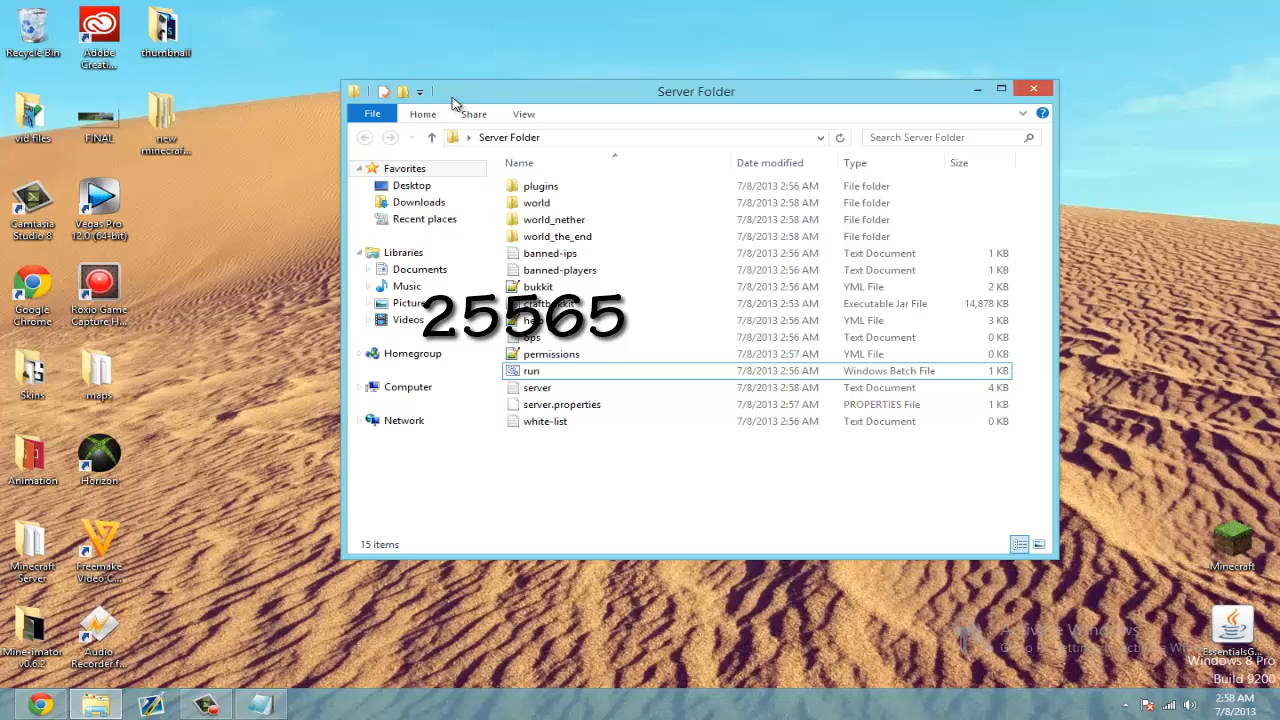 Recycle Bin
Adobe
Creati...
thumbnail
vid files
FINAL
new
minecraf...
Camtasia
Studio 8
Vegas Pro
12.0 (64-bit)
Google
Chrome
Roxio Game
Capture H...
Skins
maps
Animation
Horizon
Minecraft
Server
Freemake
Video C...
Mine-imator
v0.6.2
Audio
Recorder f...
Server Folder
File
Home
Share
View
Server Folder
Search Server Folder
Favorites
Desktop
Downloads
Recent places
Libraries
Documents
Music
Pictur
Videos
Homegroup
Computer
Network
Name Date modified Type Size
plugins 7/8/2013 2:56 AM File folder
world 7/8/2013 2:58 AM File folder
world_nether 7/8/2013 2:56 AM File folder
world_the_end 7/8/2013 2:58 AM File folder
banned-ips 7/8/2013 2:56 AM Text Document 1 KB
banned-players 7/8/2013 2:56 AM Text Document 1 KB
bukkit 7/8/2013 2:56 AM YML File 2 KB
craftbukkit 7/8/2013 2:53 AM Executable Jar File 14,878 KB
help 7/8/2013 2:56 AM YML File 3 KB
ops 7/8/2013 2:56 AM Text Document 0 KB
permissions 7/8/2013 2:57 AM YML File 0 KB
run 7/8/2013 2:56 AM Windows Batch File 1 KB
server 7/8/2013 2:58 AM Text Document 4 KB
server.properties 7/8/2013 2:57 AM PROPERTIES File 1 KB
white-list 7/8/2013 2:56 AM Text Document 0 KB
25565
15 items
Minecraft
Activate Windows
EssentialsG...
Windows 8 Pro
Build 9200
2:58 AM
7/8/2013